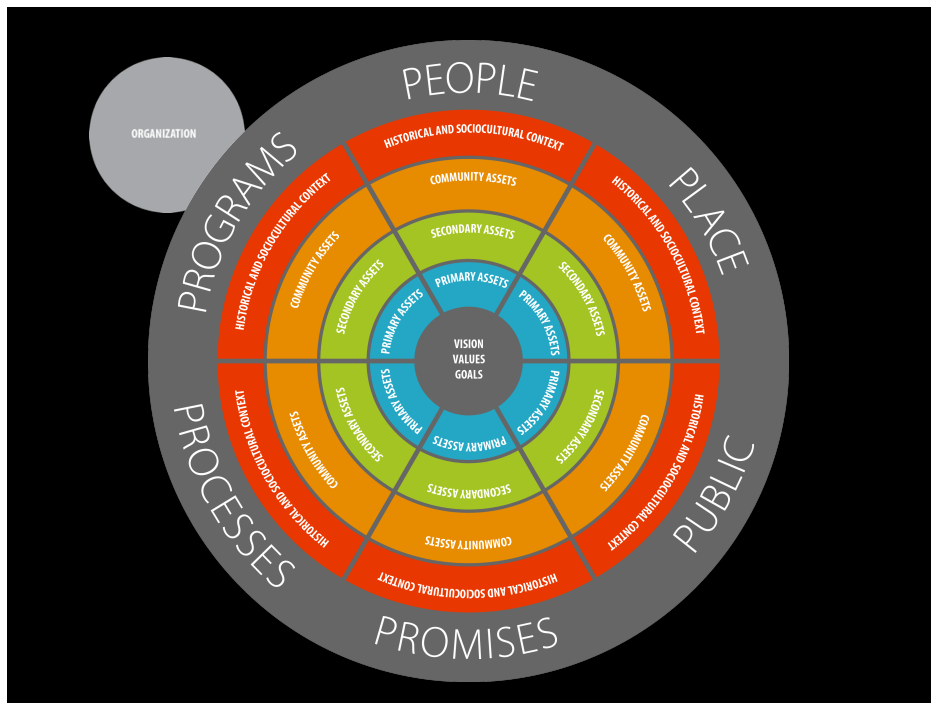 ORGANIZATION
PEOPLE
PLACE
PUBLIC
PROMISES
PROCESSES
PROGRAMS
HISTORICAL AND SOCIOCULTURAL CONTEXT
HISTORICAL AND SOCIOCULTURAL CONTEXT
HISTORICAL AND SOCIOCULTURAL CONTEXT
HISTORICAL AND SOCIOCULTURAL CONTEXT
HISTORICAL AND SOCIOCULTURAL CONTEXT
HISTORICAL AND SOCIOCULTURAL CONTEXT
COMMUNITY ASSETS
COMMUNITY ASSETS
COMMUNITY ASSETS
COMMUNITY ASSETS
COMMUNITY ASSETS
COMMUNITY ASSETS
SECONDARY ASSETS
SECONDARY ASSETS
SECONDARY ASSETS
SECONDARY ASSETS
SECONDARY ASSETS
SECONDARY ASSETS
PRIMARY ASSETS
PRIMARY ASSETS
PRIMARY ASSETS
PRIMARY ASSETS
PRIMARY ASSETS
PRIMARY ASSETS
VISION
VALUES
GOALS